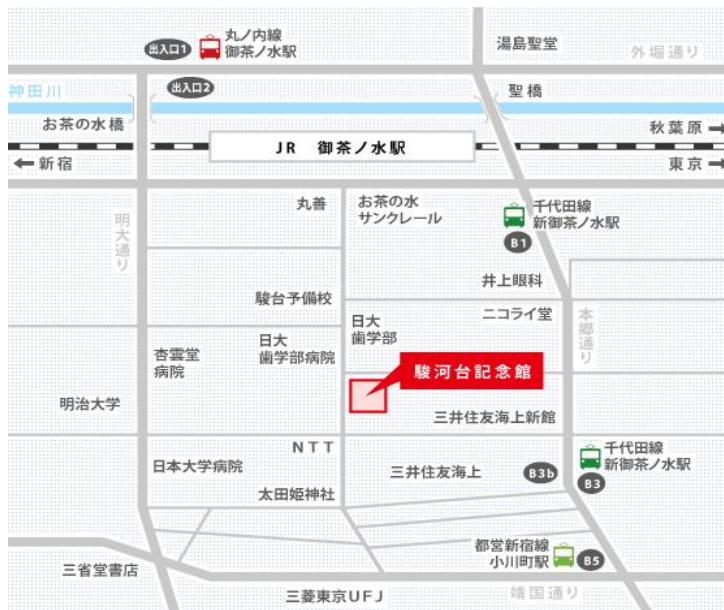 出入口1
丸ノ内線
御茶ノ水駅
湯島聖堂
外堀通り
神田川
出入口2
聖橋
お茶の水橋
秋葉原
JR 御茶ノ水駅
新宿
東京
明大通り
丸善
お茶の水
サンクレール
千代田線
新御茶ノ水駅
B1
井上眼科
駿台予備校
ニコライ堂
本郷通り
日大
歯学部
日大
歯学部病院
杏雲堂
病院
駿河台記念館
明治大学
三井住友海上新館
NTT
日本大学病院
三井住友海上
B3b
千代田線
新御茶ノ水駅
B3
太田姫神社
都営新宿線
小川町駅
B5
三省堂書店
三菱東京UFJ
靖国通り